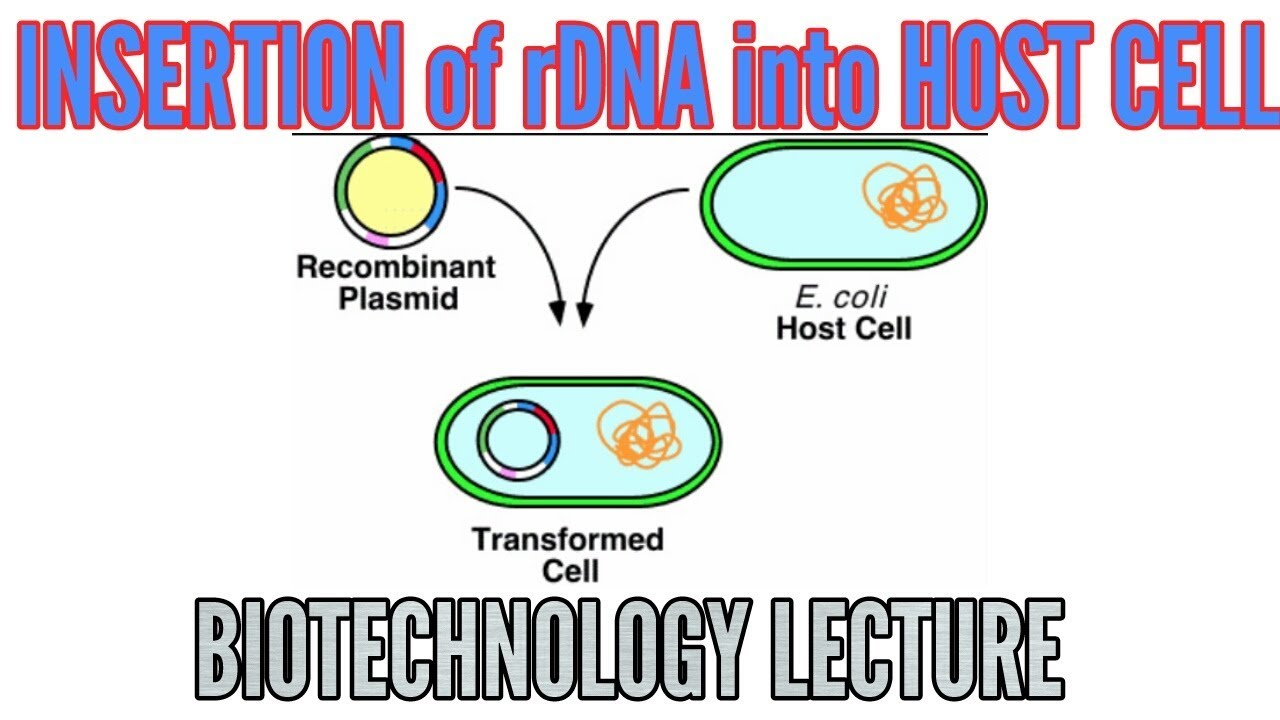 INSERTION of rDNA into HOST CELL
Recombinant
Plasmid
E. coli
Host Cell
Transformed
Cell
BIOTECHNOLOGY LECTURE